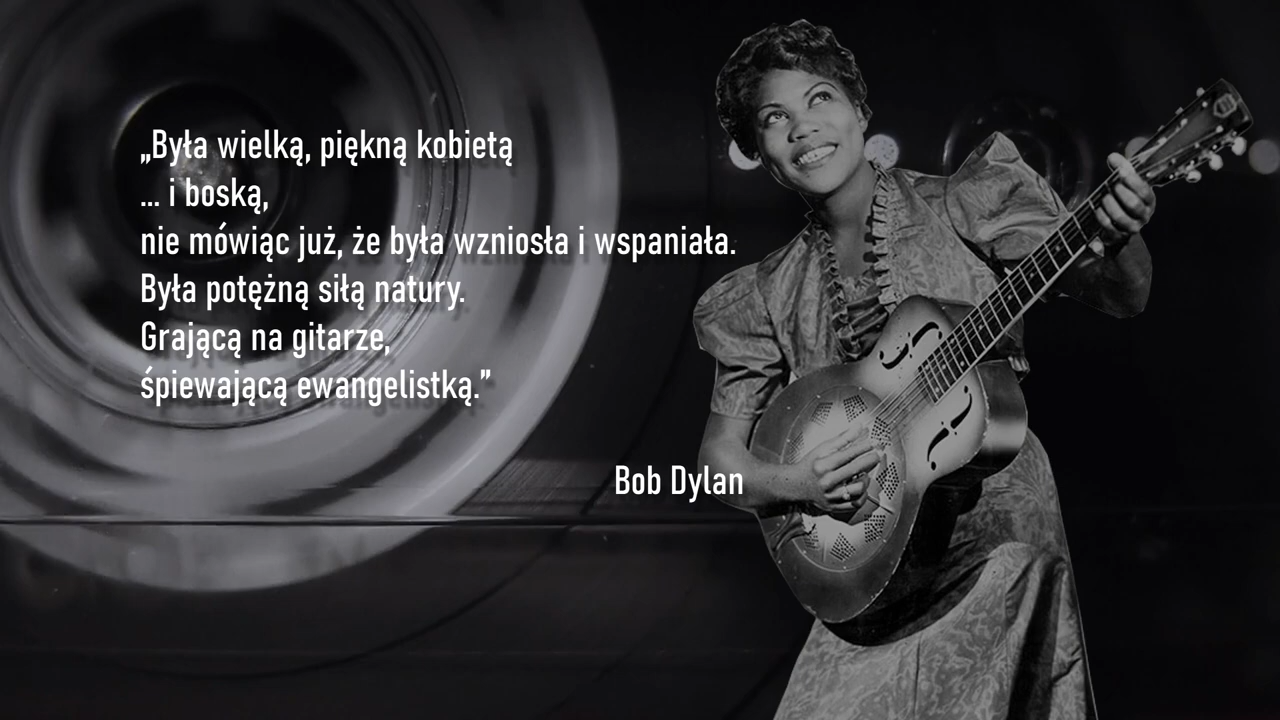 „Była wielką, piękną kobietą
... i boską,
nie mówiąc już, że była wzniosła i wspaniała.
Była potężną siłą natury.
Grającą na gitarze,
śpiewającą ewangelistką.”
Bob Dylan